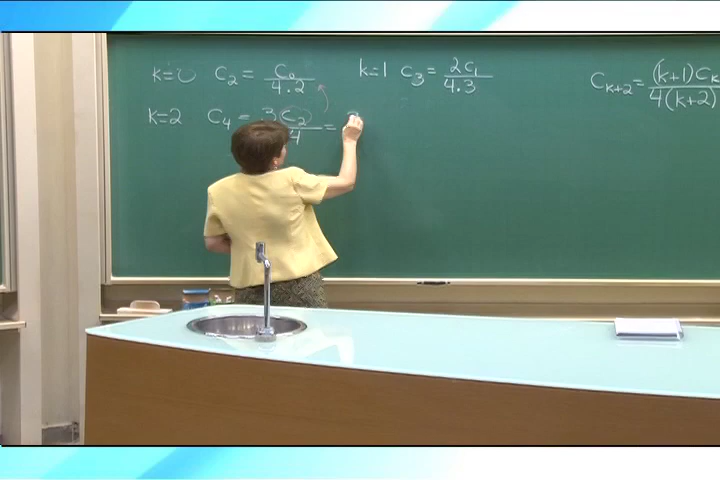 k=0 C₂ = C₀/4·2
k=1 C₃ = 2C₁/4·3
C_{k+2} = (k+1)C_k/4(k+2)
k=2 C₄ = 3C₂/4 =